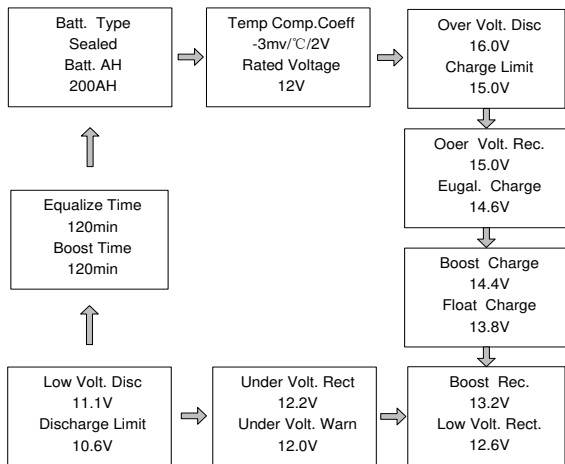 Batt. Type
Sealed
Batt. AH
200AH
Temp Comp.Coeff
-3mv/℃/2V
Rated Voltage
12V
Over Volt. Disc
16.0V
Charge Limit
15.0V
Ooer Volt. Rec.
15.0V
Eugal. Charge
14.6V
Equalize Time
120min
Boost Time
120min
Boost Charge
14.4V
Float Charge
13.8V
Low Volt. Disc
11.1V
Discharge Limit
10.6V
Under Volt. Rect
12.2V
Under Volt. Warn
12.0V
Boost Rec.
13.2V
Low Volt. Rect.
12.6V